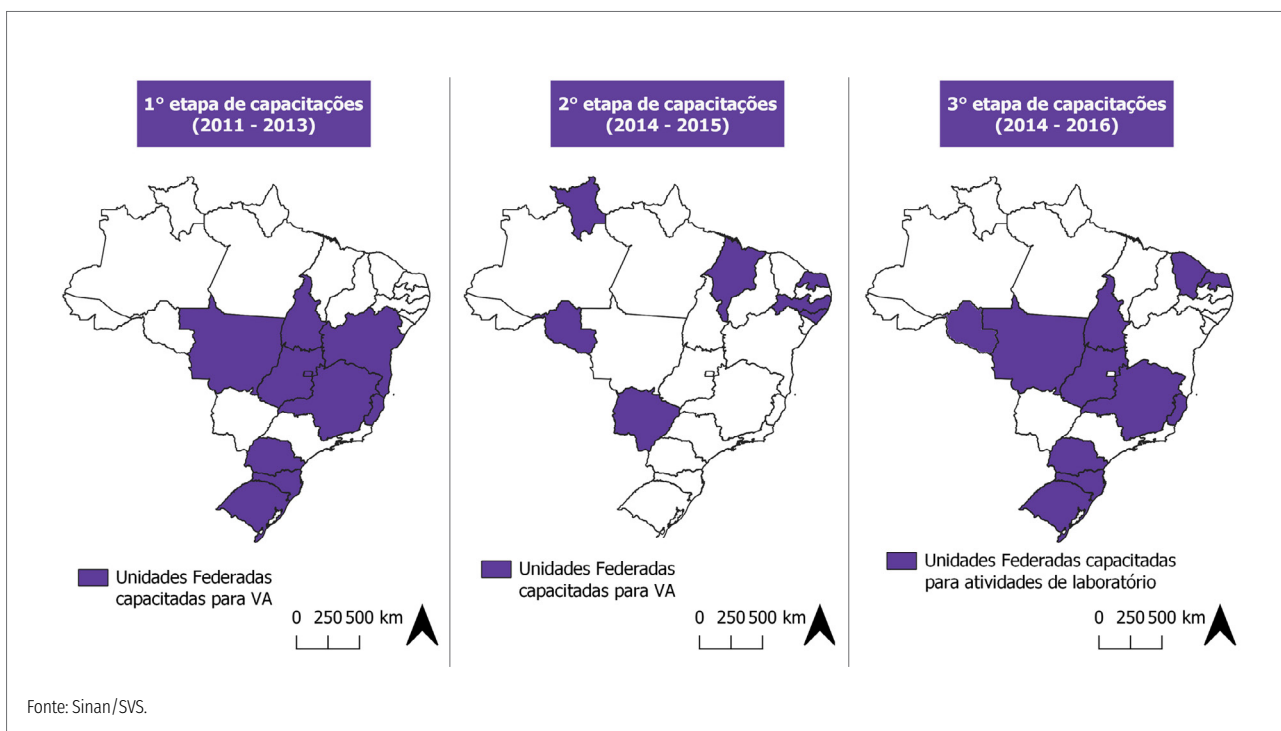 1° etapa de capacitações
(2011 - 2013)
2° etapa de capacitações
(2014 - 2015)
3° etapa de capacitações
(2014 - 2016)
Unidades Federadas
capacitadas para VA
0 250 500 km
Unidades Federadas
capacitadas para VA
0 250 500 km
Unidades Federadas capacitadas
para atividades de laboratório
0 250 500 km
Fonte: Sinan/SVS.